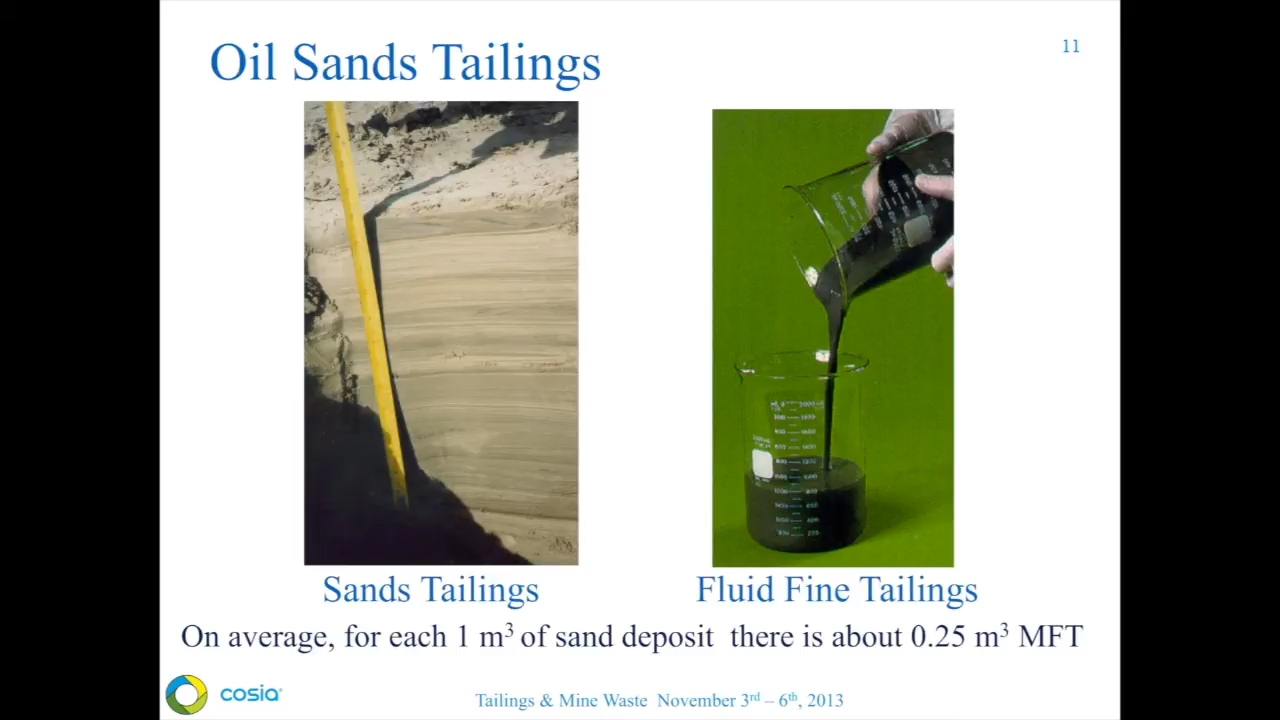 Oil Sands Tailings
11
Sands Tailings
Fluid Fine Tailings
On average, for each 1 m³ of sand deposit there is about 0.25 m³ MFT
cosia
Tailings & Mine Waste November 3rd – 6th, 2013